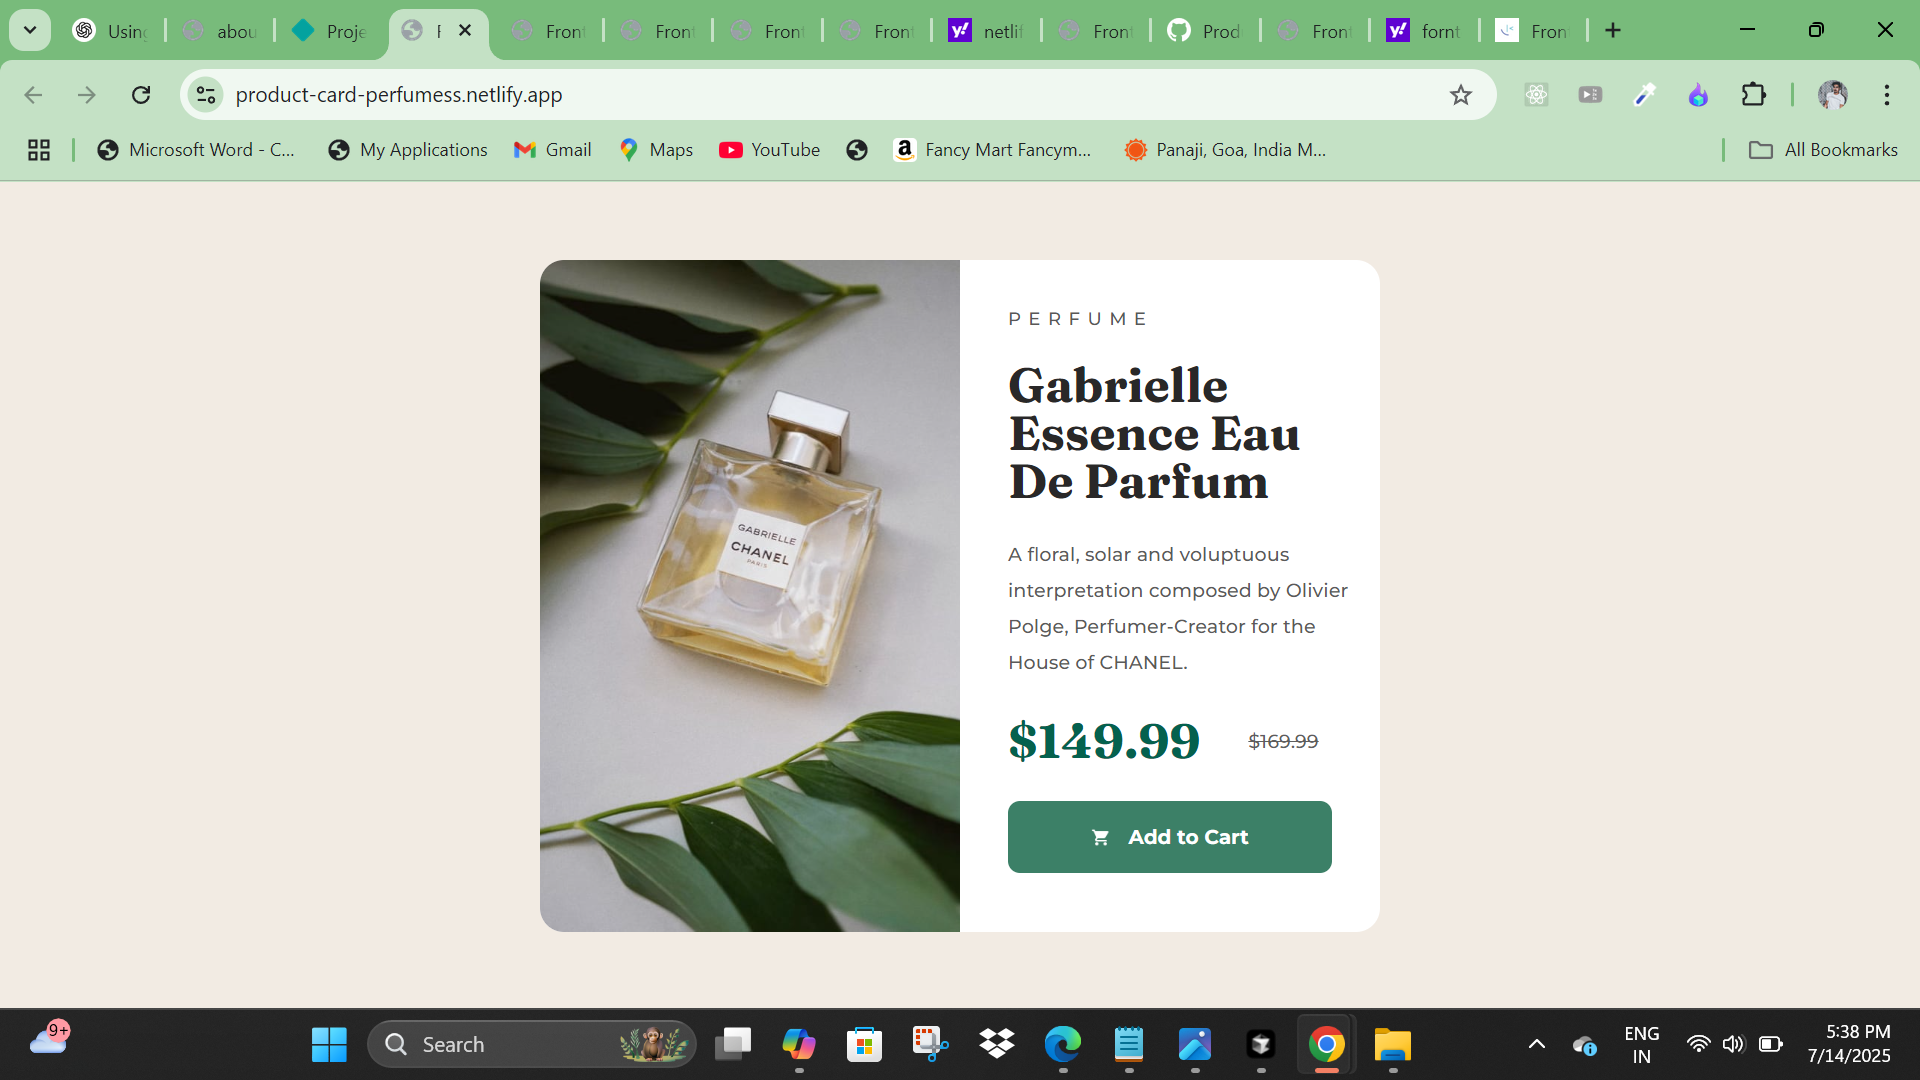 Using
abou
Proje
Front
Front
Front
Front
netlif
Front
Prod
Front
fornt
Fron
product-card-perfumess.netlify.app
Microsoft Word - C...
My Applications
Gmail
Maps
YouTube
Fancy Mart Fancym...
Panaji, Goa, India M...
All Bookmarks
GABRIELLE
CHANEL
PARIS
PERFUME
Gabrielle
Essence Eau
De Parfum
A floral, solar and voluptuous
interpretation composed by Olivier
Polge, Perfumer-Creator for the
House of CHANEL.
$149.99 $169.99
Add to Cart
9+
Search
ENG
IN
5:38 PM
7/14/2025